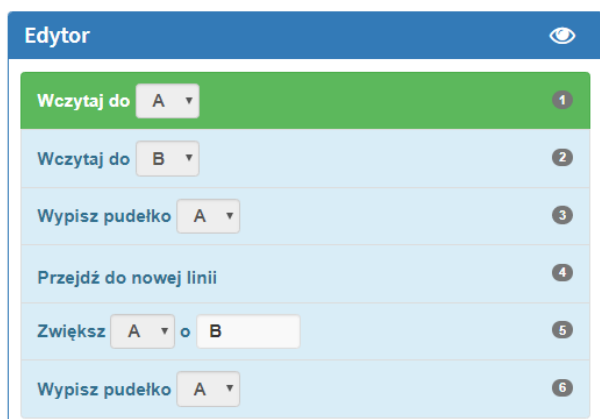 Edytor
Wczytaj do A 1
Wczytaj do B 2
Wypisz pudełko A 3
Przejdź do nowej linii 4
Zwiększ A o B 5
Wypisz pudełko A 6